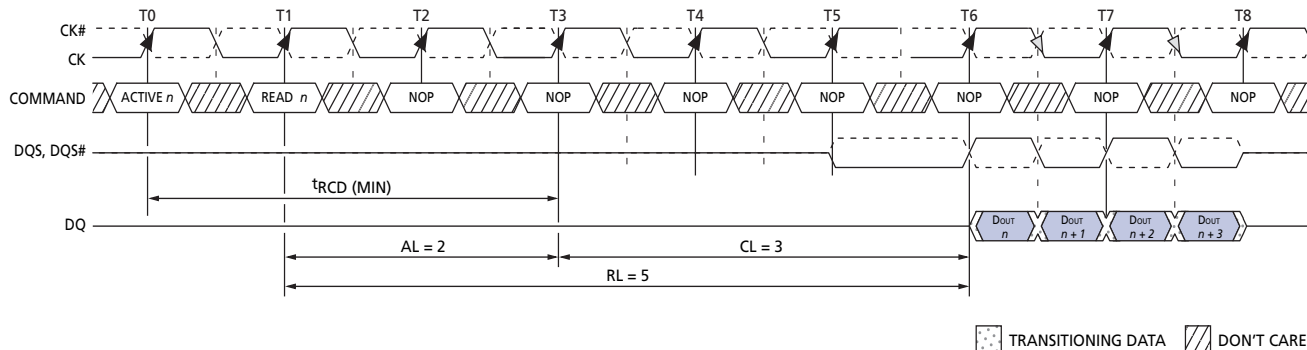 T0 T1 T2 T3 T4 T5 T6 T7 T8
CK#
CK
COMMAND ACTIVE n READ n NOP NOP NOP NOP NOP NOP NOP
DQS, DQS#
tRCD (MIN)
DQ DOUT n DOUT n + 1 DOUT n + 2 DOUT n + 3
AL = 2 CL = 3
RL = 5
TRANSITIONING DATA DON'T CARE